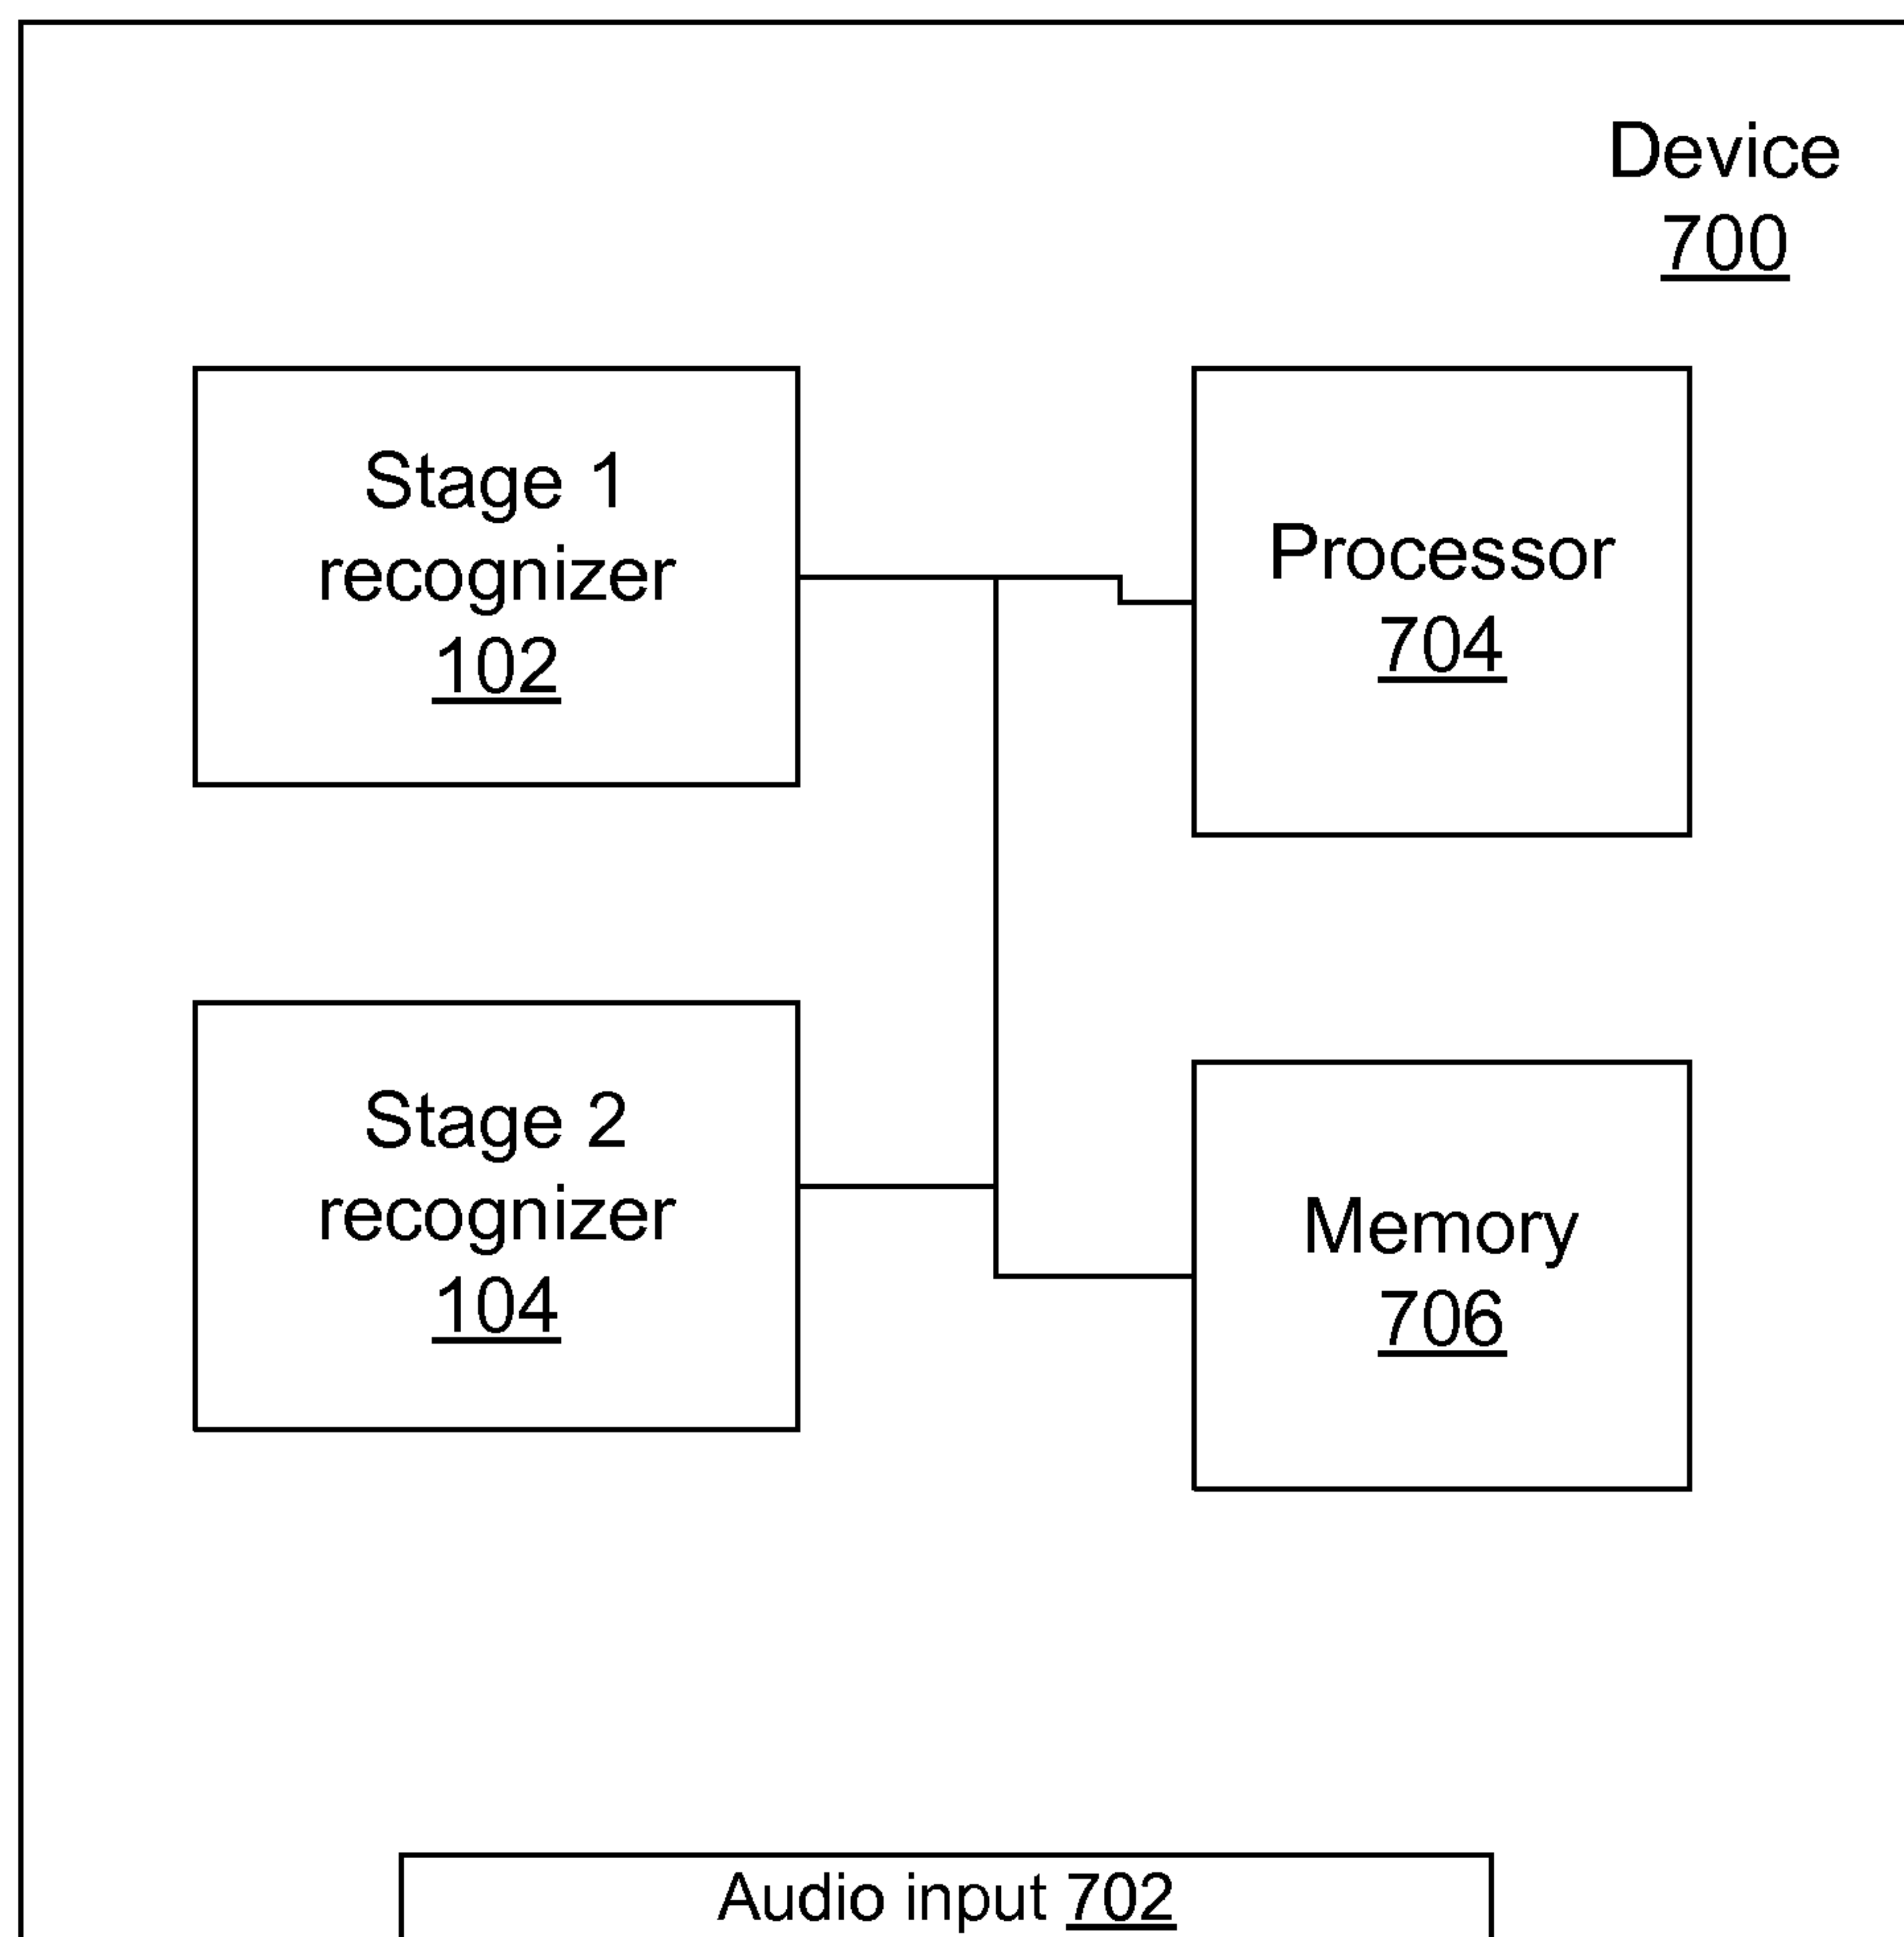 Device
700
Stage 1
recognizer
102
Processor
704
Stage 2
recognizer
104
Memory
706
Audio input 702